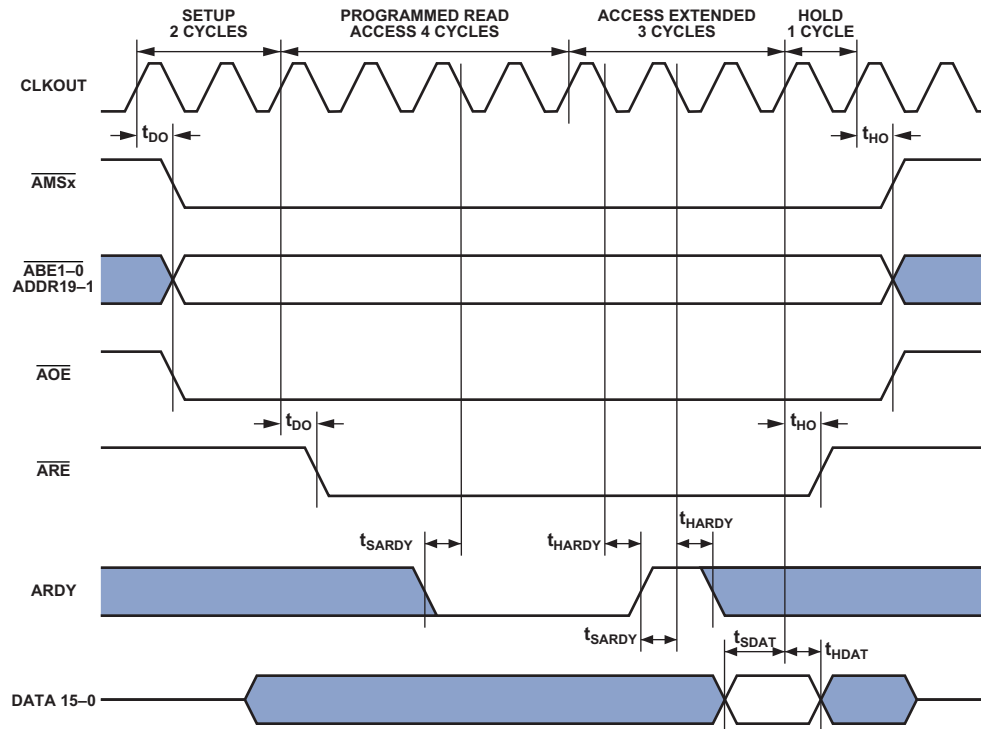 SETUP
2 CYCLES
PROGRAMMED READ
ACCESS 4 CYCLES
ACCESS EXTENDED
3 CYCLES
HOLD
1 CYCLE
CLKOUT
tDO
tHO
AMSx
ABE1–0
ADDR19–1
AOE
tDO
tHO
ARE
tSARDY
tHARDY
tHARDY
ARDY
tSARDY
tSDAT
tHDAT
DATA 15–0